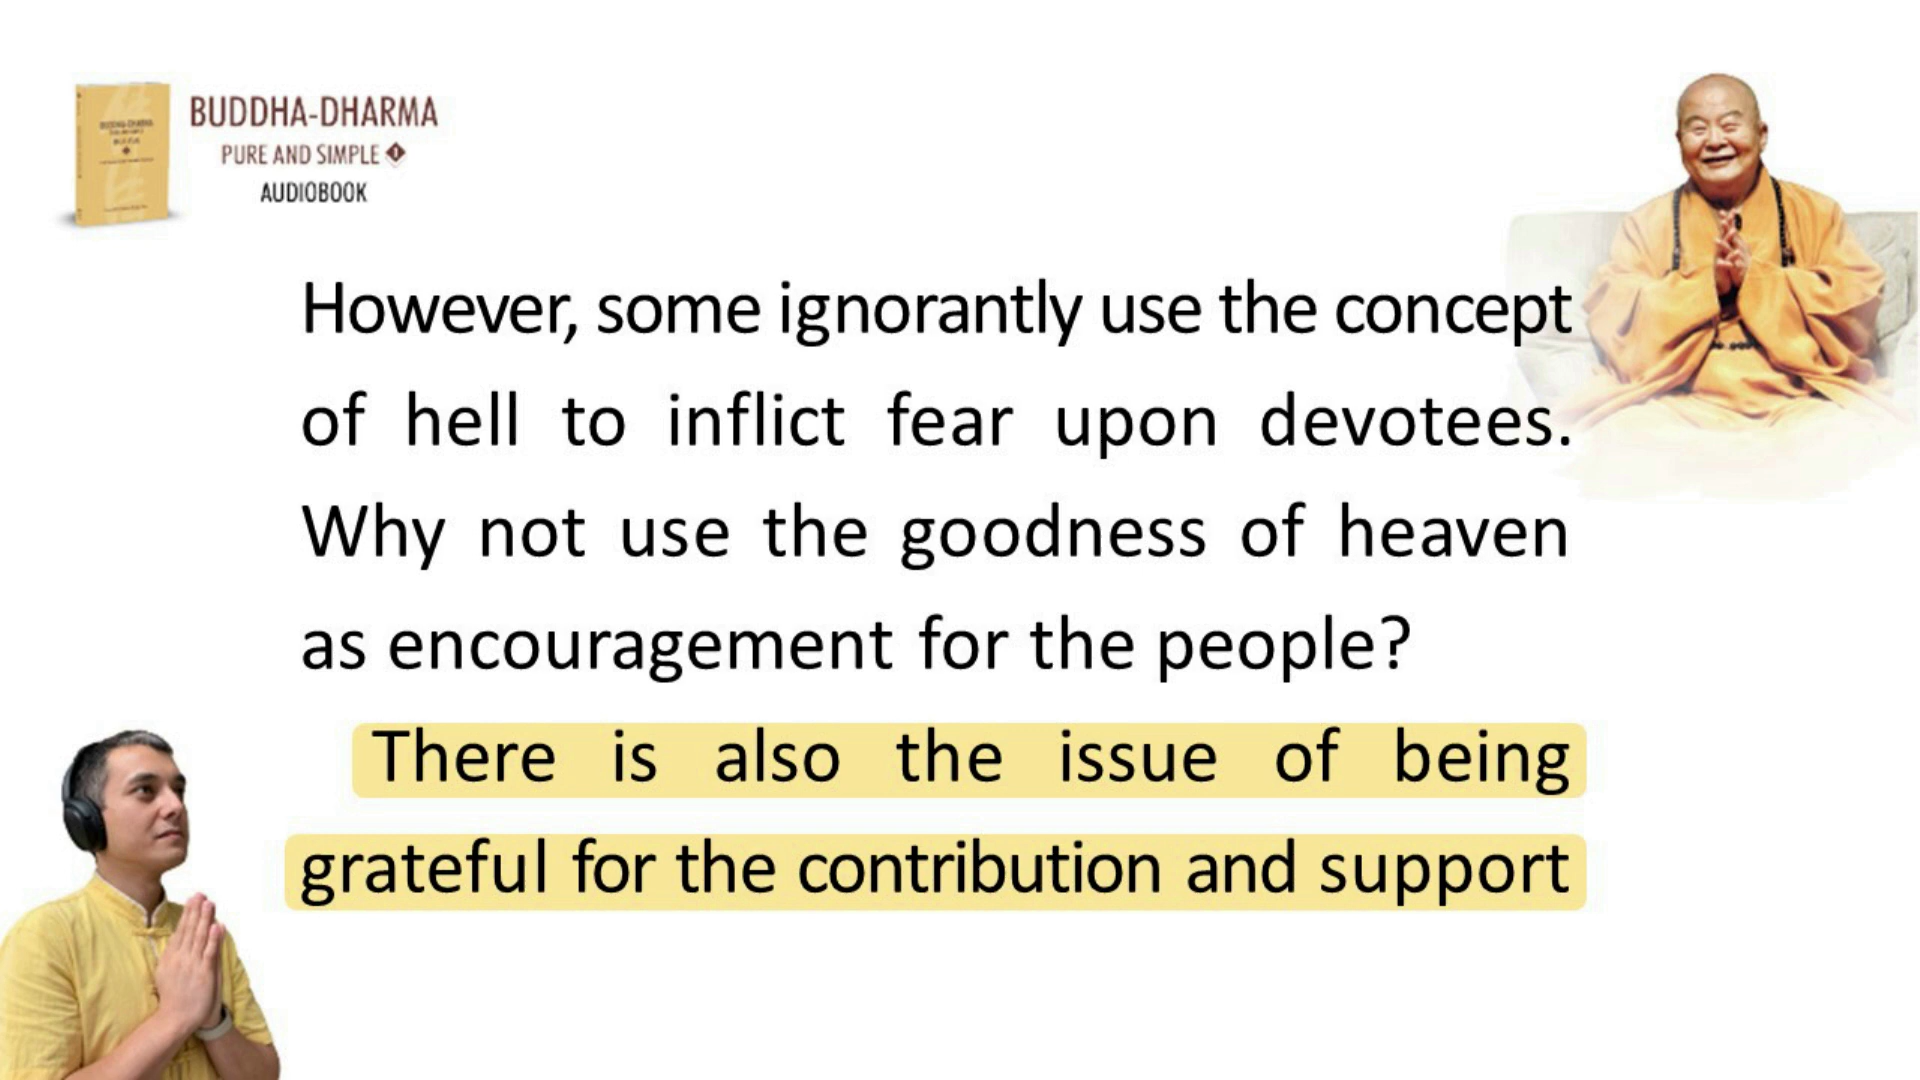 BUDDHA-DHARMA
PURE AND SIMPLE 1
AUDIOBOOK
However, some ignorantly use the concept
of hell to inflict fear upon devotees.
Why not use the goodness of heaven
as encouragement for the people?
There is also the issue of being
grateful for the contribution and support